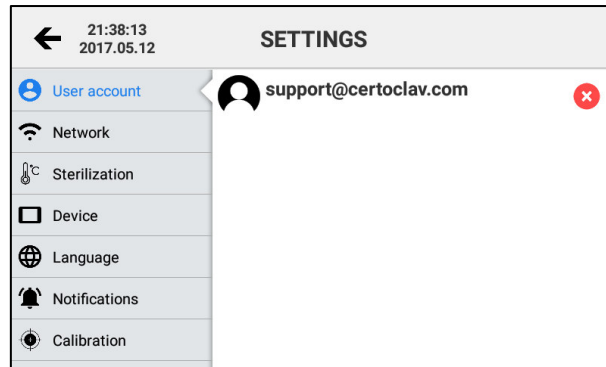 21:38:13
2017.05.12
SETTINGS
User account
support@certoclav.com
Network
°C
Sterilization
Device
Language
Notifications
Calibration